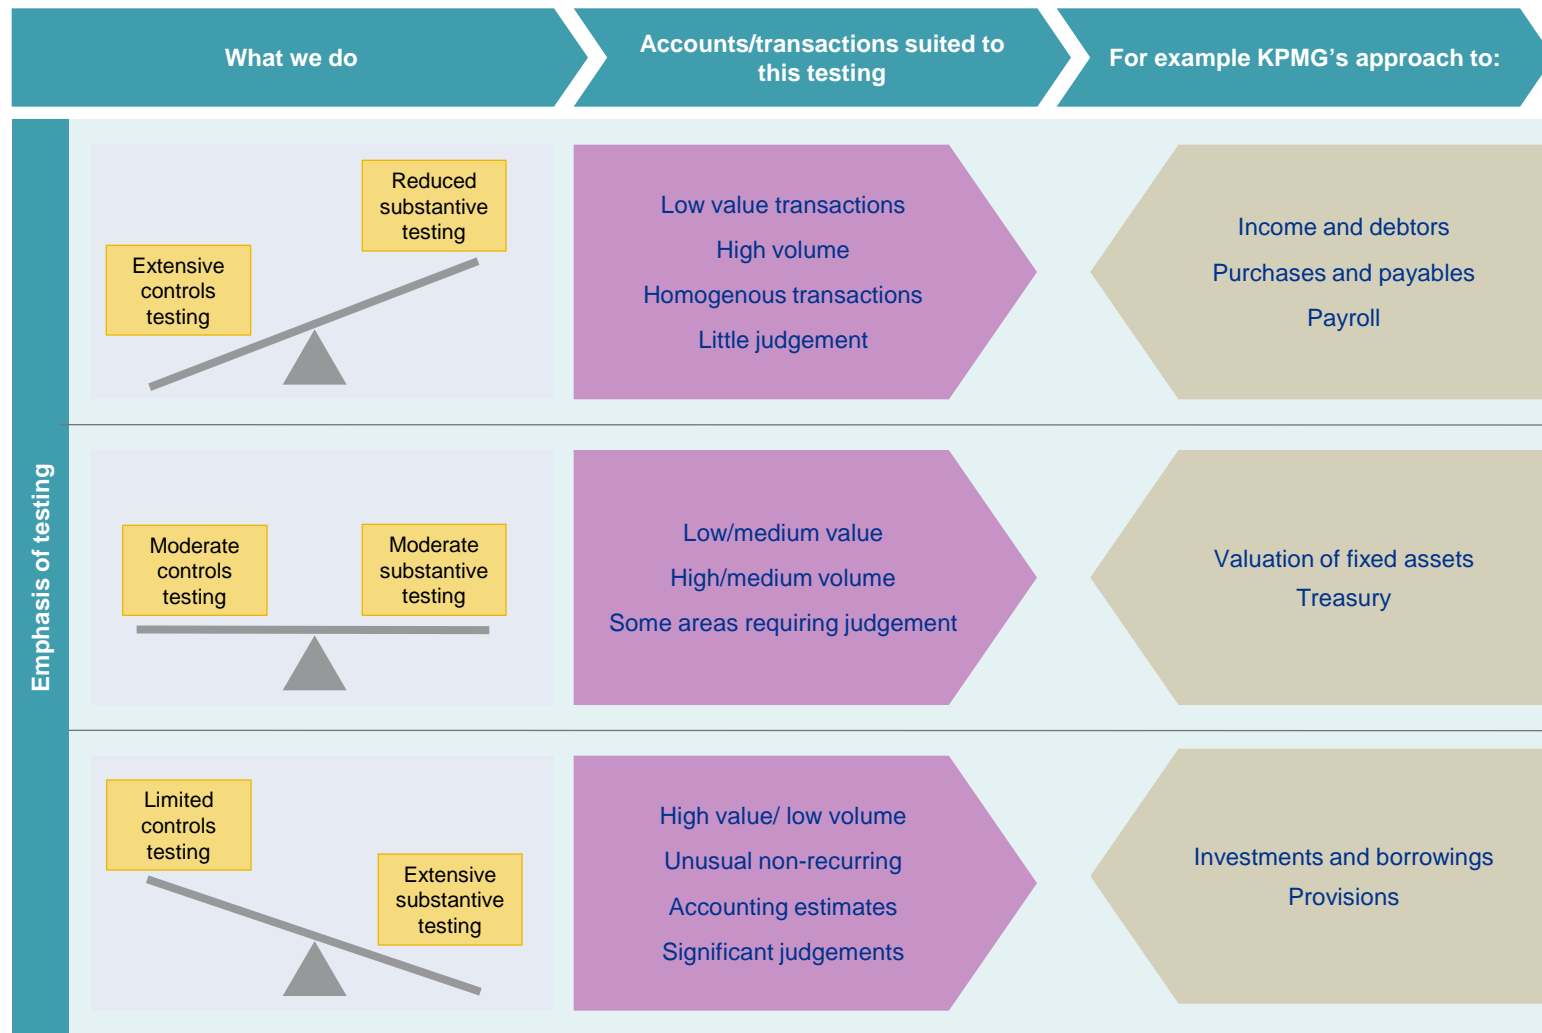 What we do
Accounts/transactions suited to
this testing
For example KPMG's approach to:
Emphasis of testing
Reduced
substantive
testing
Extensive
controls
testing
Low value transactions
High volume
Homogenous transactions
Little judgement
Income and debtors
Purchases and payables
Payroll
Moderate
controls
testing
Moderate
substantive
testing
Low/medium value
High/medium volume
Some areas requiring judgement
Valuation of fixed assets
Treasury
Limited
controls
testing
Extensive
substantive
testing
High value/ low volume
Unusual non-recurring
Accounting estimates
Significant judgements
Investments and borrowings
Provisions